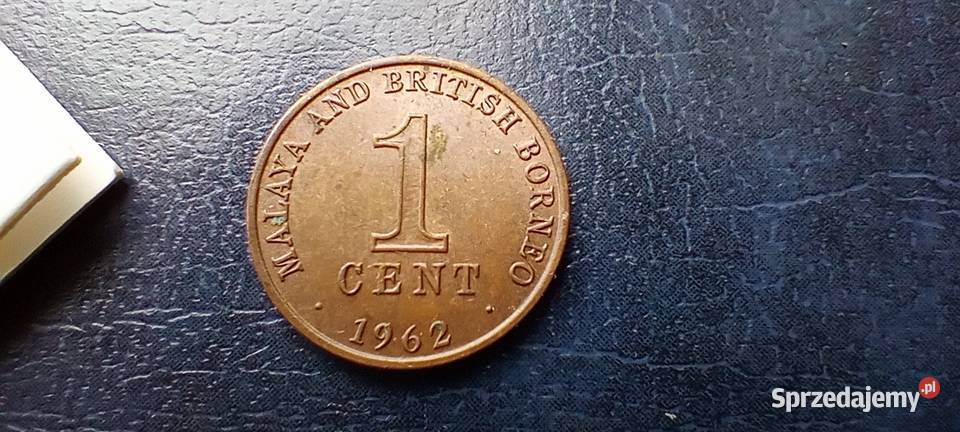 MALAYA AND BRITISH BORNEO
1
CENT
· 1962 ·
Sprzedajemy.pl